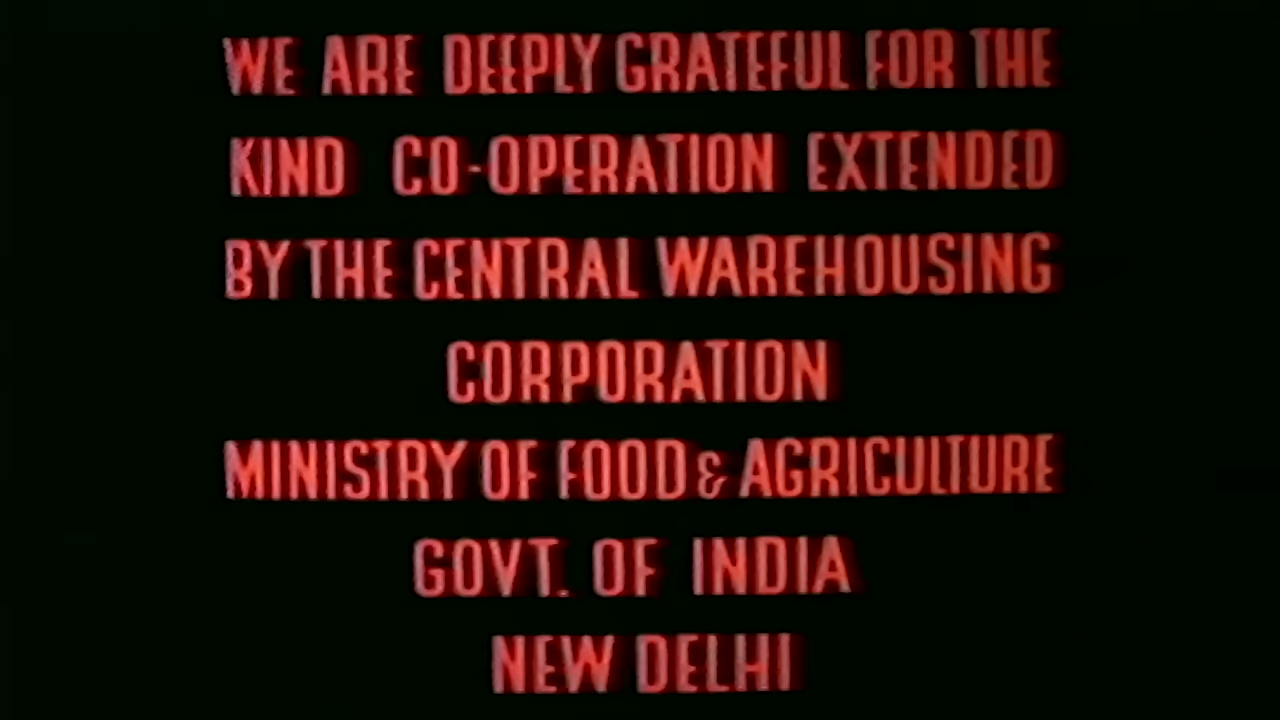 WE ARE DEEPLY GRATEFUL FOR THE
KIND CO-OPERATION EXTENDED
BY THE CENTRAL WAREHOUSING
CORPORATION
MINISTRY OF FOOD & AGRICULTURE
GOVT. OF INDIA
NEW DELHI